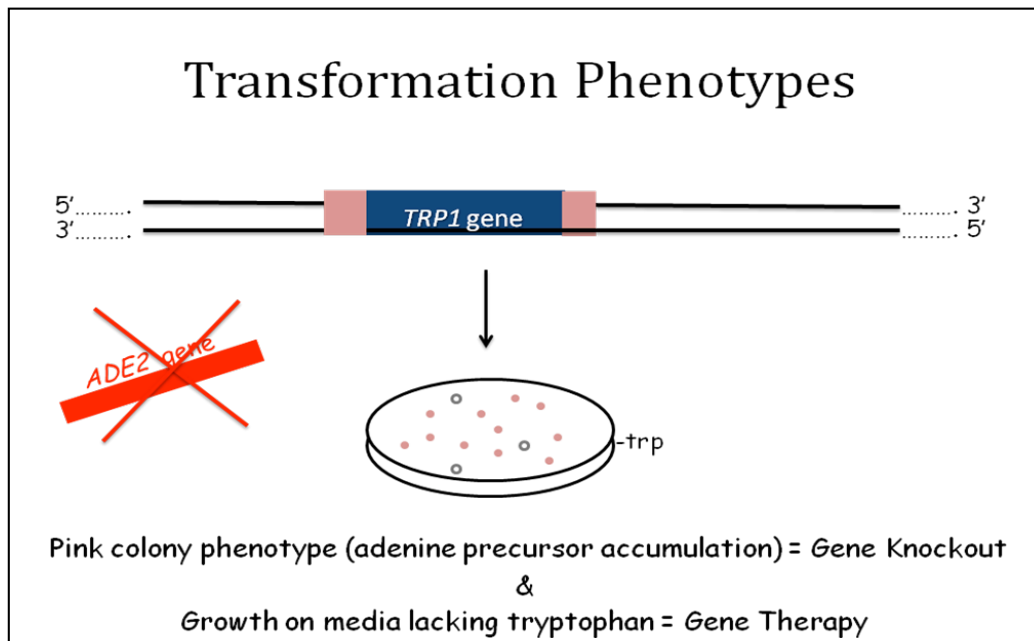 Transformation Phenotypes
5’......... . ......... . 3’
TRP1 gene
3’......... . ......... . 5’
ADE2 gene
-trp
Pink colony phenotype (adenine precursor accumulation) = Gene Knockout
&
Growth on media lacking tryptophan = Gene Therapy